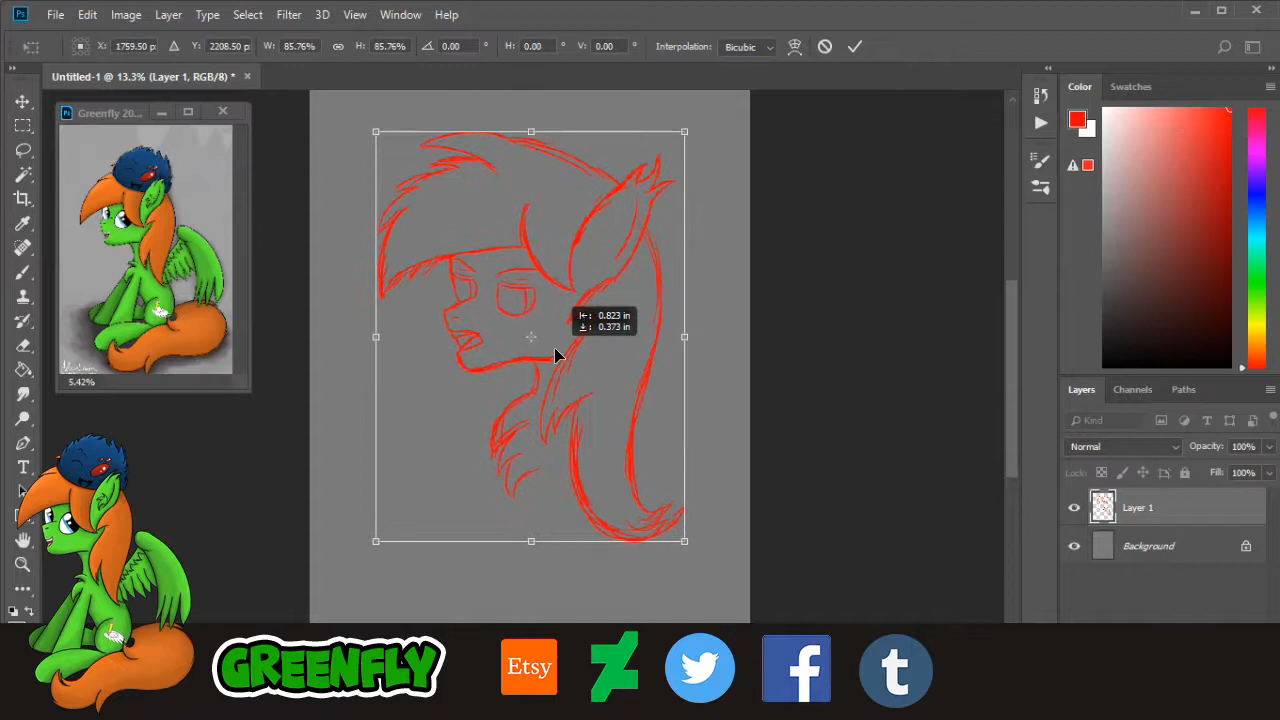 Ps File Edit Image Layer Type Select Filter 3D View Window Help
X: 1759.50 p: Y: 2208.50 p: W: 85.76% H: 85.76% 0.00 ° H: 0.00 ° V: 0.00 ° Interpolation: Bicubic
Untitled-1 @ 13.3% (Layer 1, RGB/8) * ×
Color Swatches
Ps Greenfly 20...
0.823 in
0.373 in
5.42%
Layers Channels Paths
Kind
Normal Opacity: 100%
Lock: Fill: 100%
Layer 1
Background
GREENFLY Etsy f t